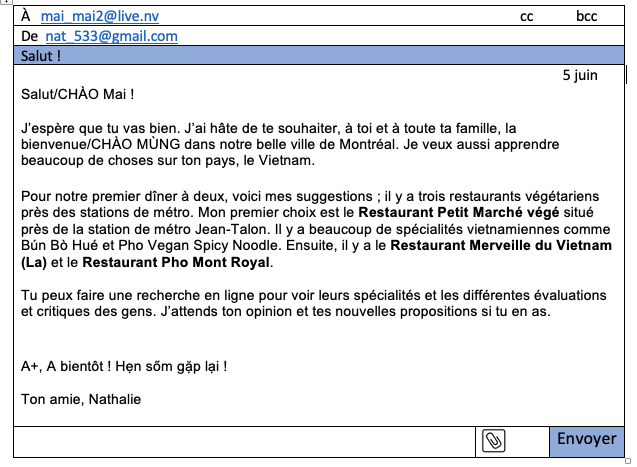 À mai_mai2@live.nv cc bcc
De nat_533@gmail.com
Salut !
5 juin
Salut/CHÀO Mai !
J’espère que tu vas bien. J’ai hâte de te souhaiter, à toi et à toute ta famille, la
bienvenue/CHÀO MÙNG dans notre belle ville de Montréal. Je veux aussi apprendre
beaucoup de choses sur ton pays, le Vietnam.
Pour notre premier dîner à deux, voici mes suggestions ; il y a trois restaurants végétariens
près des stations de métro. Mon premier choix est le Restaurant Petit Marché végé situé
près de la station de métro Jean-Talon. Il y a beaucoup de spécialités vietnamiennes comme
Bún Bò Hué et Pho Vegan Spicy Noodle. Ensuite, il y a le Restaurant Merveille du Vietnam
(La) et le Restaurant Pho Mont Royal.
Tu peux faire une recherche en ligne pour voir leurs spécialités et les différentes évaluations
et critiques des gens. J’attends ton opinion et tes nouvelles propositions si tu en as.
A+, A bientôt ! Hẹn sớm gặp lại !
Ton amie, Nathalie
Envoyer